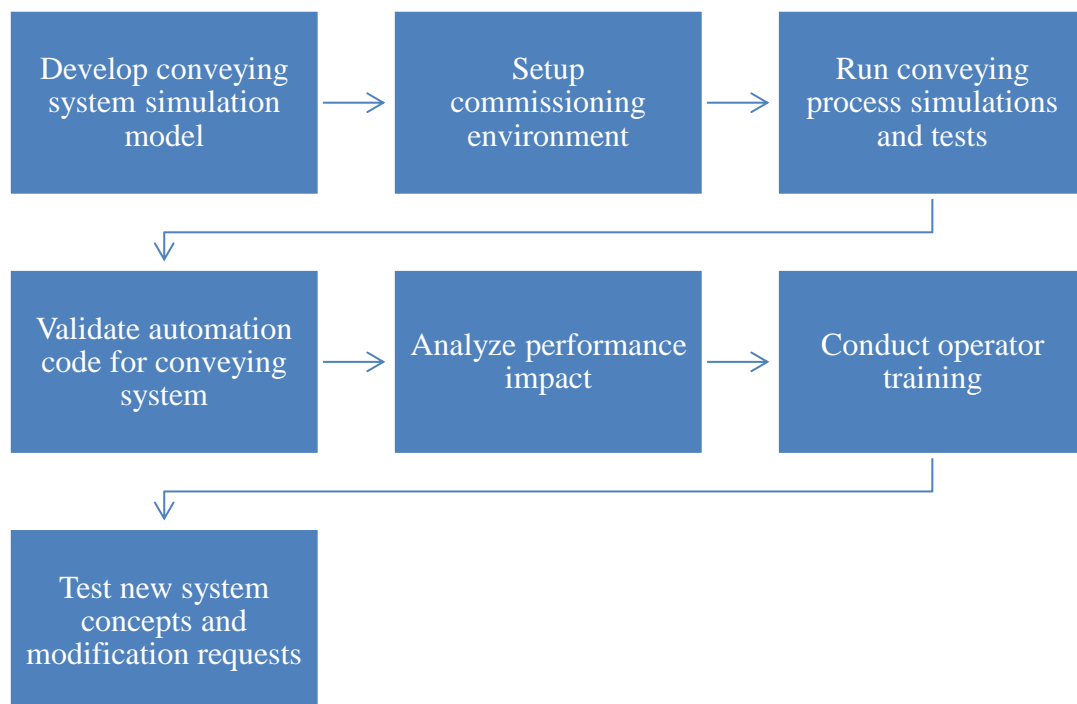 Develop conveying
system simulation
model
Setup
commissioning
environment
Run conveying
process simulations
and tests
Validate automation
code for conveying
system
Analyze performance
impact
Conduct operator
training
Test new system
concepts and
modification requests